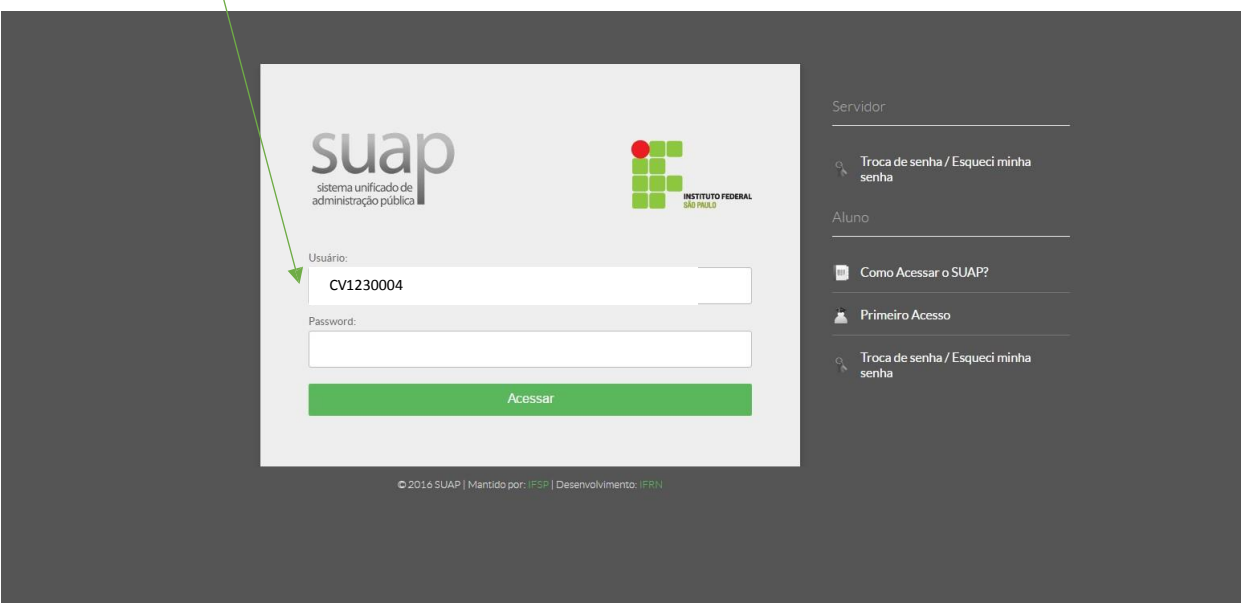 suap
sistema unificado de
administração pública
INSTITUTO FEDERAL
SÃO PAULO
Usuário:
CV1230004
Password:
Acessar
Servidor
Troca de senha / Esqueci minha
senha
Aluno
Como Acessar o SUAP?
Primeiro Acesso
Troca de senha / Esqueci minha
senha
© 2016 SUAP | Mantido por: IFSP | Desenvolvimento: IFRN